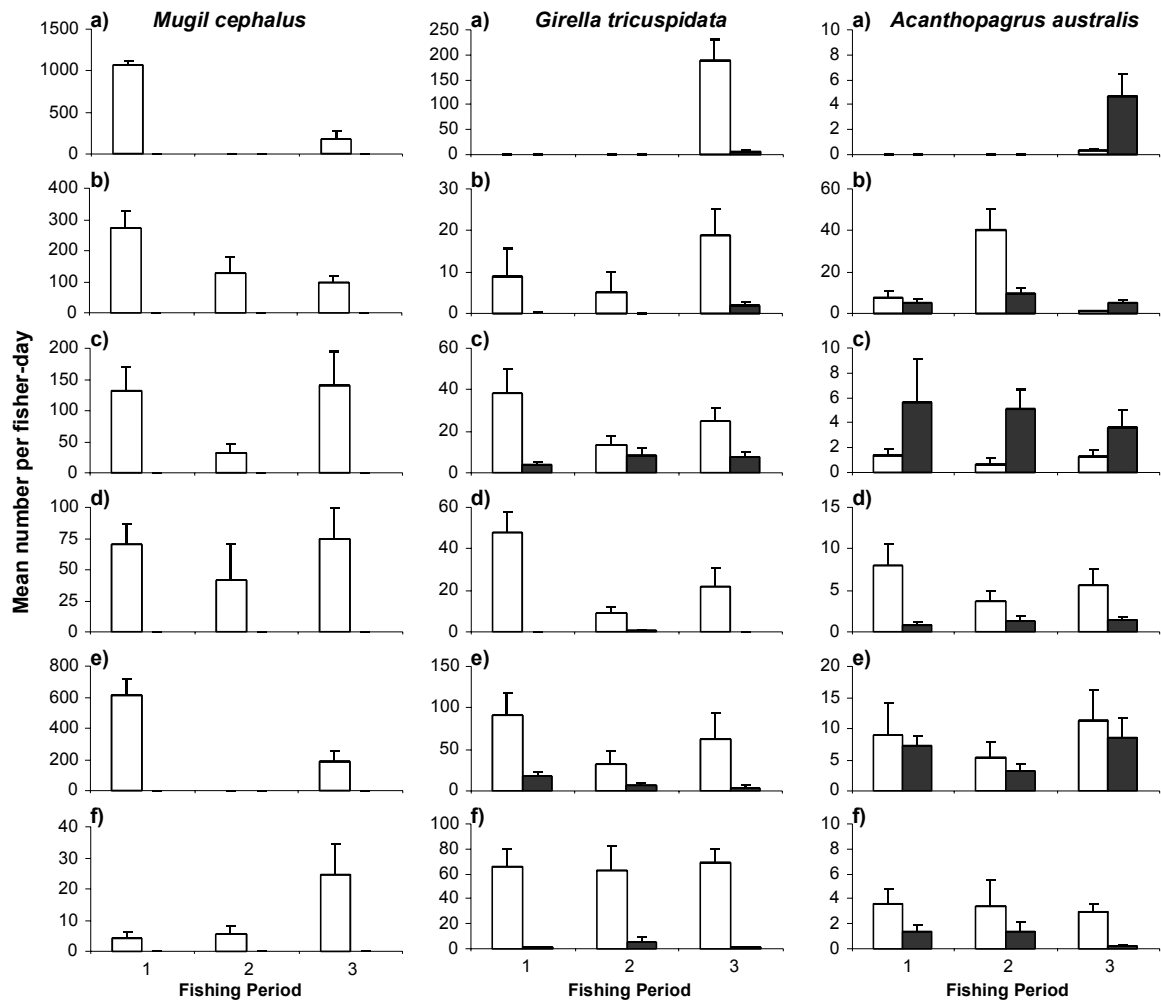 a) Mugil cephalus a) Girella tricuspidata a) Acanthopagrus australis
1500 250 10
1000 200 8
500 150 6
0 100 4
50 2
0 0
b) b) b)
400 30 60
300 20 40
200 10 20
100 0 0
0
c) c) c)
200 60 10
150 40 8
100 20 6
50 0 4
0 2
0
d) d) d)
100 60 15
75 40 10
50 20 5
25 0 0
0
e) e) e)
800 150 20
600 100 15
400 50 10
200 0 5
0 0
f) f) f)
40 100 10
30 80 8
20 60 6
10 40 4
0 20 2
0 0
1 2 3 1 2 3 1 2 3
Fishing Period Fishing Period Fishing Period
Mean number per fisher-day